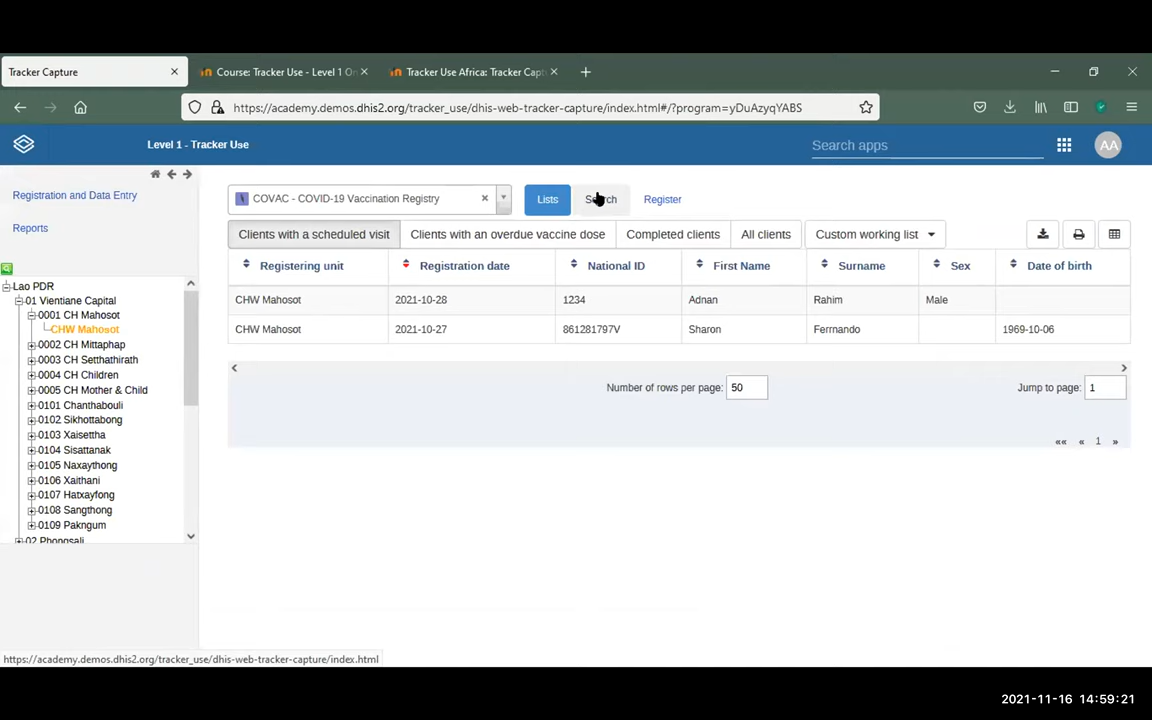 Tracker Capture
Course: Tracker Use - Level 1 On
Tracker Use Africa: Tracker Capt
https://academy.demos.dhis2.org/tracker_use/dhis-web-tracker-capture/index.html#/?program=yDuAzyqYABS
Level 1 - Tracker Use
Search apps
AA
Registration and Data Entry
Reports
COVAC - COVID-19 Vaccination Registry
Lists
Search
Register
Clients with a scheduled visit
Clients with an overdue vaccine dose
Completed clients
All clients
Custom working list
Registering unit Registration date National ID First Name Surname Sex Date of birth
CHW Mahosot 2021-10-28 1234 Adnan Rahim Male
CHW Mahosot 2021-10-27 861281797V Sharon Ferrnando 1969-10-06
Number of rows per page: 50
Jump to page: 1
«« « 1 »
Lao PDR
01 Vientiane Capital
0001 CH Mahosot
CHW Mahosot
0002 CH Mittaphap
0003 CH Setthathirath
0004 CH Children
0005 CH Mother & Child
0101 Chanthabouli
0102 Sikhottabong
0103 Xaisettha
0104 Sisattanak
0105 Naxaythong
0106 Xaithani
0107 Hatxayfong
0108 Sangthong
0109 Pakngum
02 Phongsali
https://academy.demos.dhis2.org/tracker_use/dhis-web-tracker-capture/index.html
2021-11-16 14:59:21